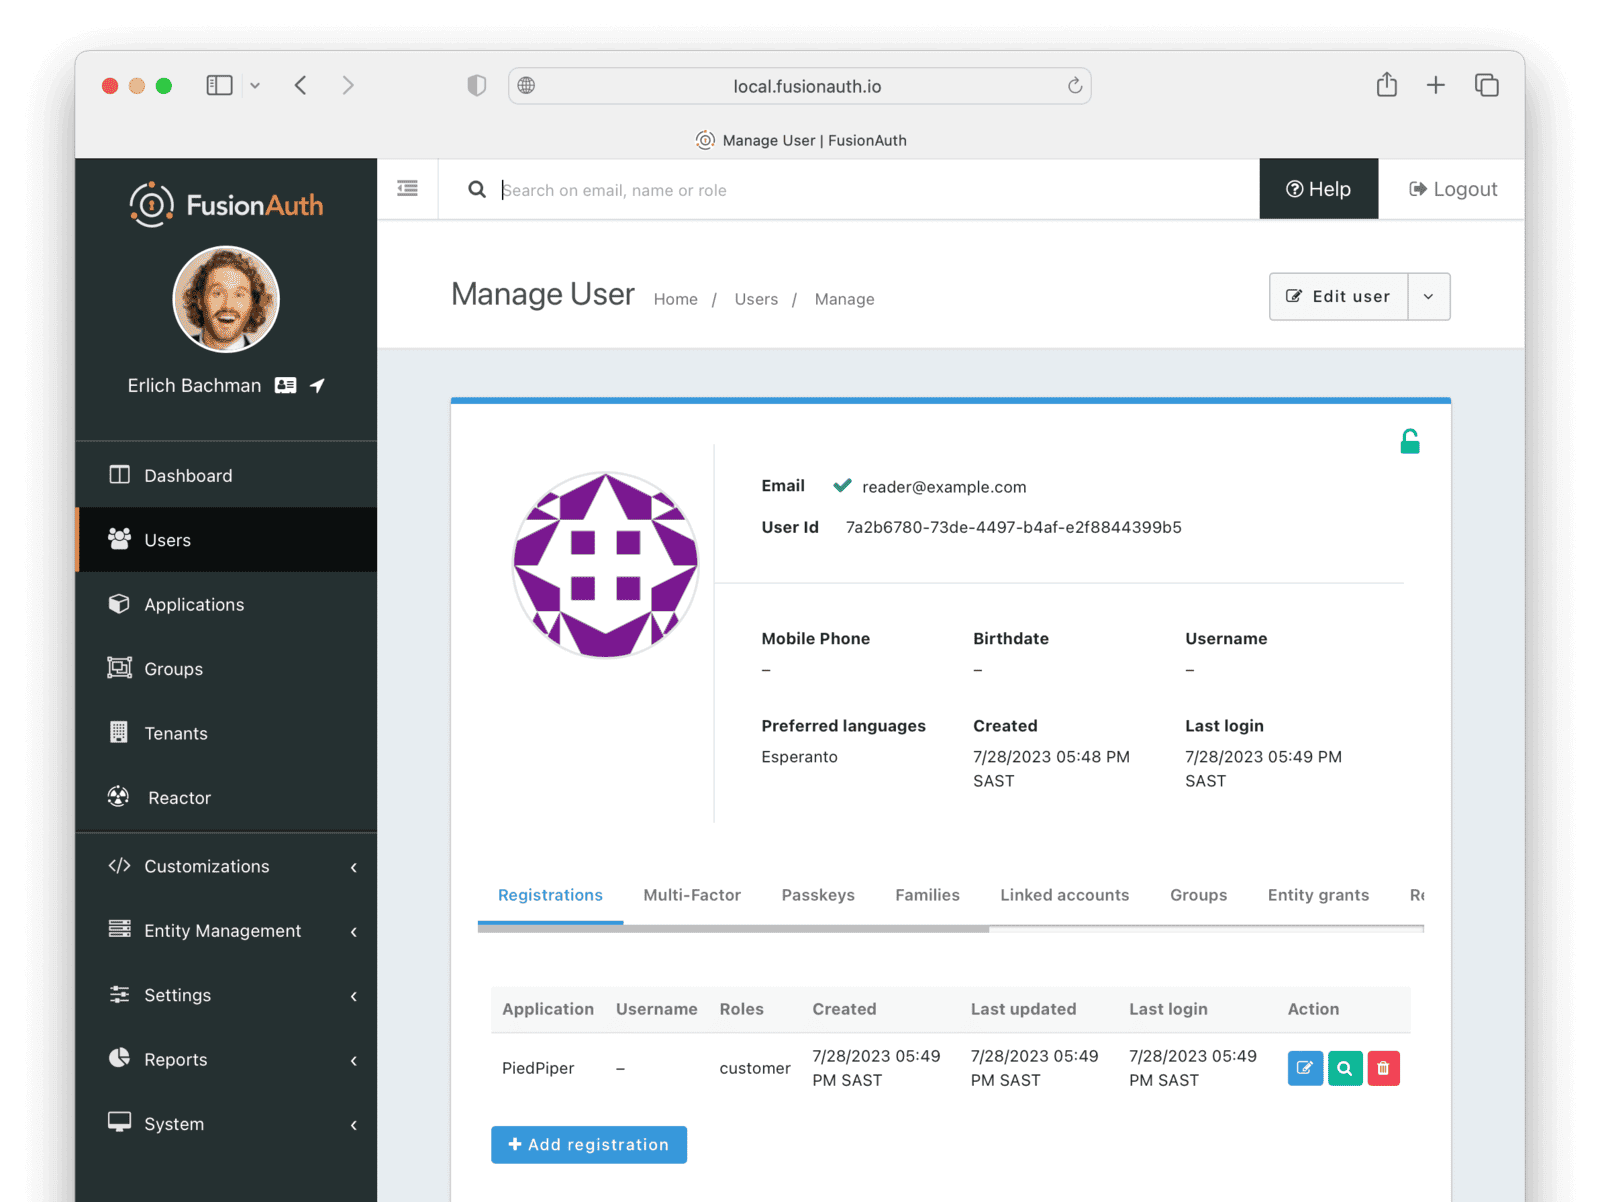 local.fusionauth.io
Manage User | FusionAuth
FusionAuth
Search on email, name or role
Help
Logout
Erlich Bachman
Manage User Home / Users / Manage
Edit user
Dashboard
Users
Applications
Groups
Tenants
Reactor
Customizations
Entity Management
Settings
Reports
System
Email reader@example.com
User Id 7a2b6780-73de-4497-b4af-e2f8844399b5
Mobile Phone Birthdate Username
– – –
Preferred languages Created Last login
Esperanto 7/28/2023 05:48 PM 7/28/2023 05:49 PM
SAST SAST
Registrations Multi-Factor Passkeys Families Linked accounts Groups Entity grants
Application Username Roles Created Last updated Last login Action
7/28/2023 05:49 7/28/2023 05:49 7/28/2023 05:49
PiedPiper – customer
PM SAST PM SAST PM SAST
Add registration